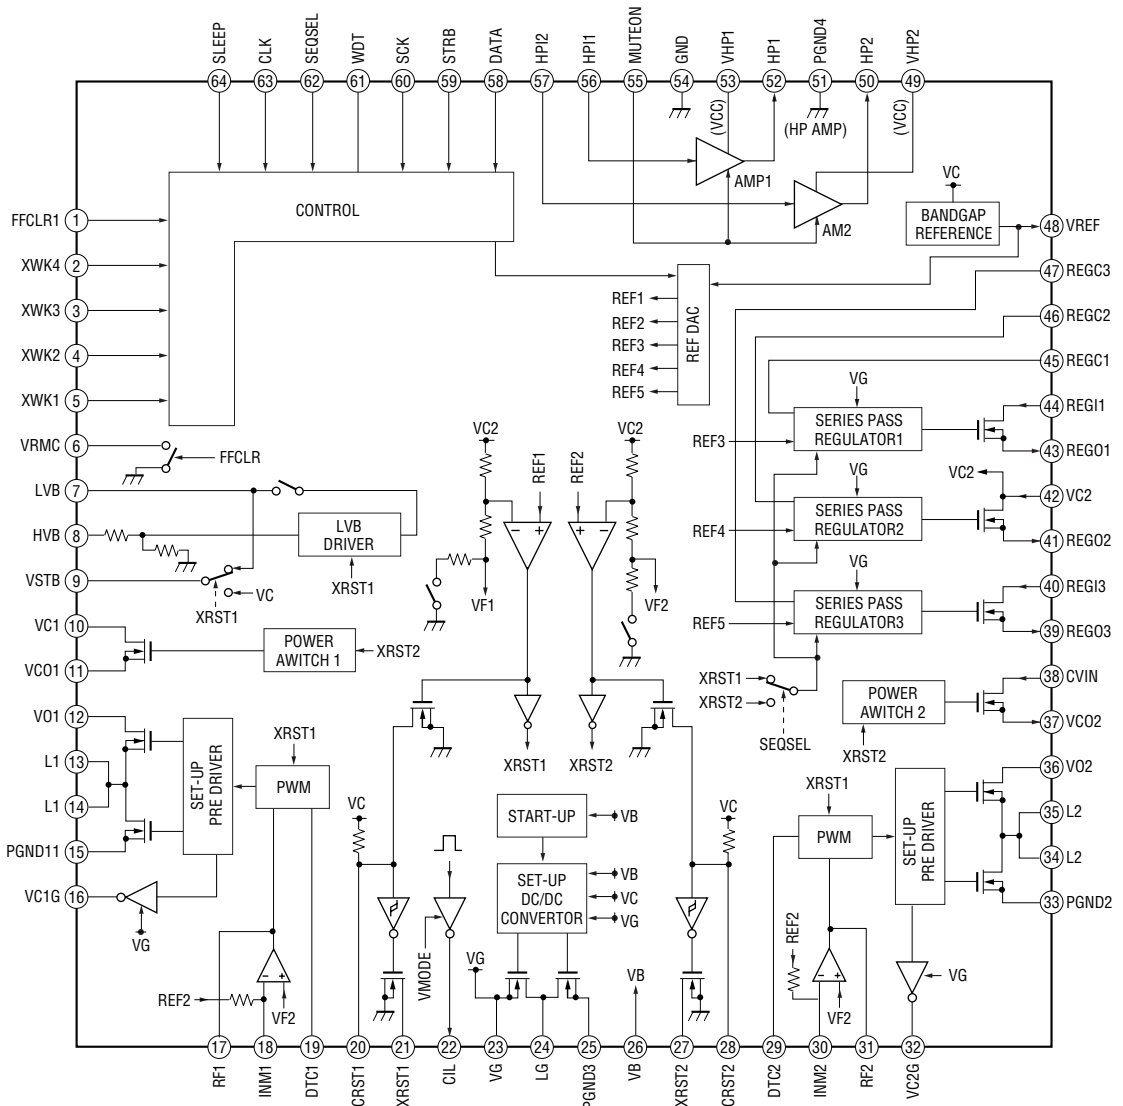 SLEEP
CLK
SEQSEL
WDT
SCK
STRB
DATA
HPI2
HPI1
MUTEON
GND
VHP1
HP1
PGND4
HP2
VHP2
64
63
62
61
60
59
58
57
56
55
54
53
52
51
50
49
(VCC)
(HP AMP)
(VCC)
AMP1
AM2
CONTROL
VC
BANDGAP
REFERENCE
FFCLR1
1
XWK4
2
XWK3
3
XWK2
4
XWK1
5
VRMC
6
FFCLR
LVB
7
HVB
8
LVB
DRIVER
XRST1
VSTB
9
VC
XRST1
VC1
10
POWER
AWITCH 1
XRST2
VCO1
11
VO1
12
L1
13
L1
14
PGND11
15
VC1G
16
VG
SET-UP
PRE DRIVER
XRST1
PWM
REF2
VF2
REF1
REF2
REF3
REF4
REF5
REF DAC
48
VREF
47
REGC3
46
REGC2
45
REGC1
44
REGI1
43
REGO1
42
VC2
41
REGO2
40
REGI3
39
REGO3
38
CVIN
37
VCO2
36
VO2
35
L2
34
L2
33
PGND2
VG
SERIES PASS
REGULATOR1
REF3
VG
VC2
SERIES PASS
REGULATOR2
REF4
VG
SERIES PASS
REGULATOR3
REF5
XRST1
XRST2
SEQSEL
POWER
AWITCH 2
XRST2
VC2
REF1
REF2
VC2
− +
+ −
VF1
VF2
XRST1
XRST2
VC
VMODE
START-UP
VB
SET-UP
DC/DC
CONVERTOR
VB
VC
VG
VG
VB
VC
XRST1
PWM
SET-UP
PRE DRIVER
REF2
− +
− +
VF2
VG
17
18
19
20
21
22
23
24
25
26
27
28
29
30
31
32
RF1
INM1
DTC1
CRST1
XRST1
CIL
VG
LG
PGND3
VB
XRST2
CRST2
DTC2
INM2
RF2
VC2G